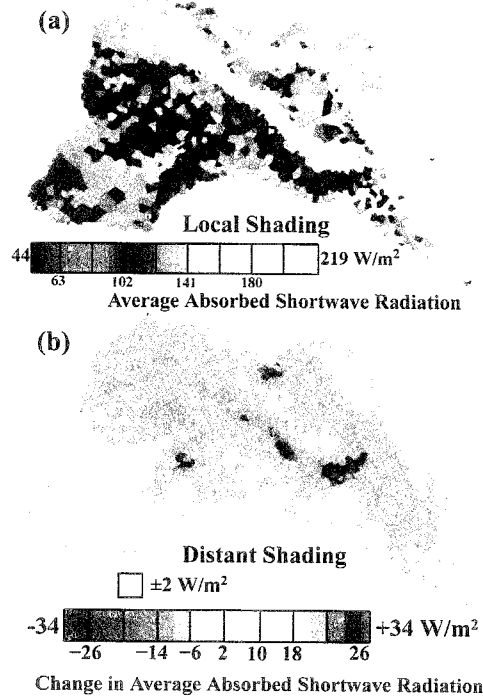 (a)
Local Shading
44 219 W/m²
63 102 141 180
Average Absorbed Shortwave Radiation
(b)
Distant Shading
±2 W/m²
-34 +34 W/m²
−26 −14 −6 2 10 18 26
Change in Average Absorbed Shortwave Radiation